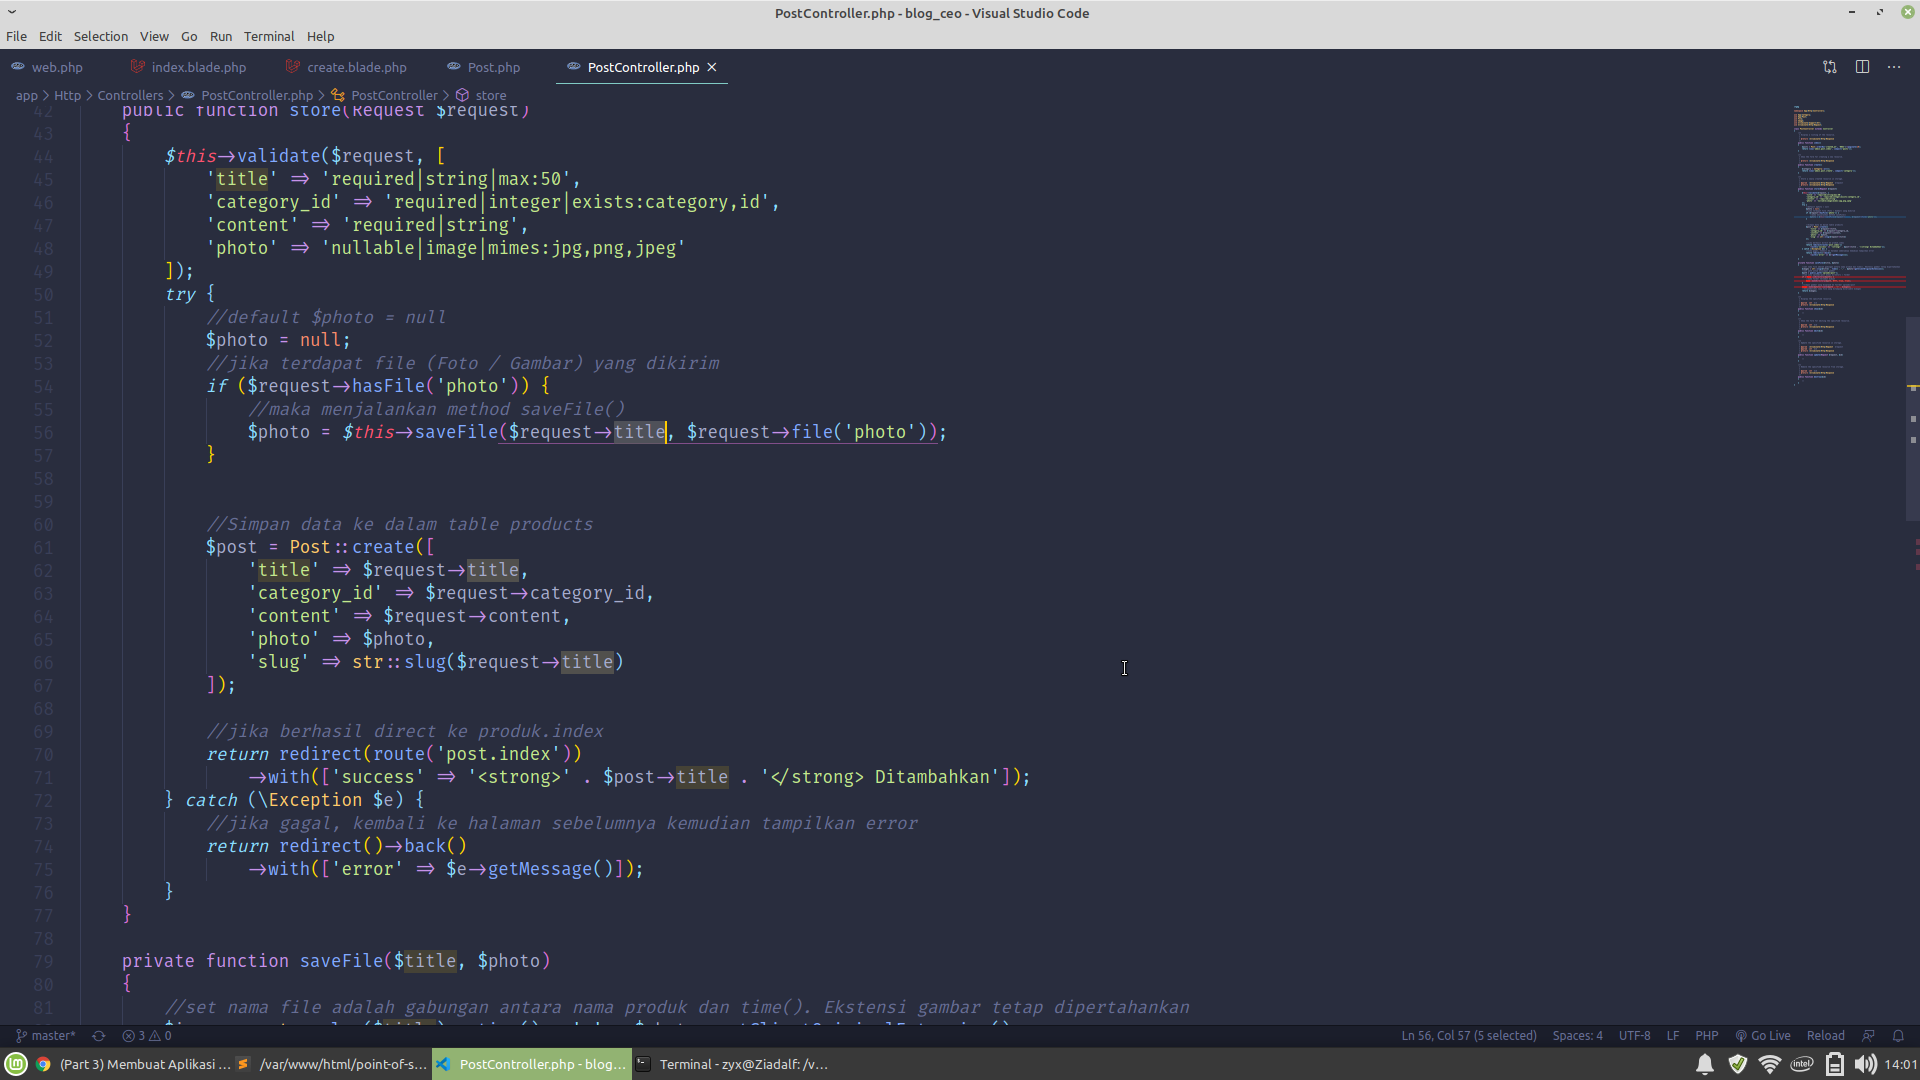 PostController.php - blog_ceo - Visual Studio Code
File Edit Selection View Go Run Terminal Help
web.php index.blade.php create.blade.php Post.php PostController.php
app > Http > Controllers > PostController.php > PostController > store
42 public function store(Request $request)
43 {
44 $this->validate($request, [
45 'title' => 'required|string|max:50',
46 'category_id' => 'required|integer|exists:category,id',
47 'content' => 'required|string',
48 'photo' => 'nullable|image|mimes:jpg,png,jpeg'
49 ]);
50 try {
51 //default $photo = null
52 $photo = null;
53 //jika terdapat file (Foto / Gambar) yang dikirim
54 if ($request->hasFile('photo')) {
55 //maka menjalankan method saveFile()
56 $photo = $this->saveFile($request->title, $request->file('photo'));
57 }
58
59
60 //Simpan data ke dalam table products
61 $post = Post::create([
62 'title' => $request->title,
63 'category_id' => $request->category_id,
64 'content' => $request->content,
65 'photo' => $photo,
66 'slug' => str::slug($request->title)
67 ]);
68
69 //jika berhasil direct ke produk.index
70 return redirect(route('post.index'))
71 ->with(['success' => '<strong>' . $post->title . '</strong> Ditambahkan']);
72 } catch (\Exception $e) {
73 //jika gagal, kembali ke halaman sebelumnya kemudian tampilkan error
74 return redirect()->back()
75 ->with(['error' => $e->getMessage()]);
76 }
77 }
78
79 private function saveFile($title, $photo)
80 {
81 //set nama file adalah gabungan antara nama produk dan time(). Ekstensi gambar tetap dipertahankan
master* 3 0 Ln 56, Col 57 (5 selected) Spaces: 4 UTF-8 LF PHP Go Live Reload
(Part 3) Membuat Aplikasi ... /var/www/html/point-of-s... PostController.php - blog... Terminal - zyx@Ziadalf: /v... intel 14:01